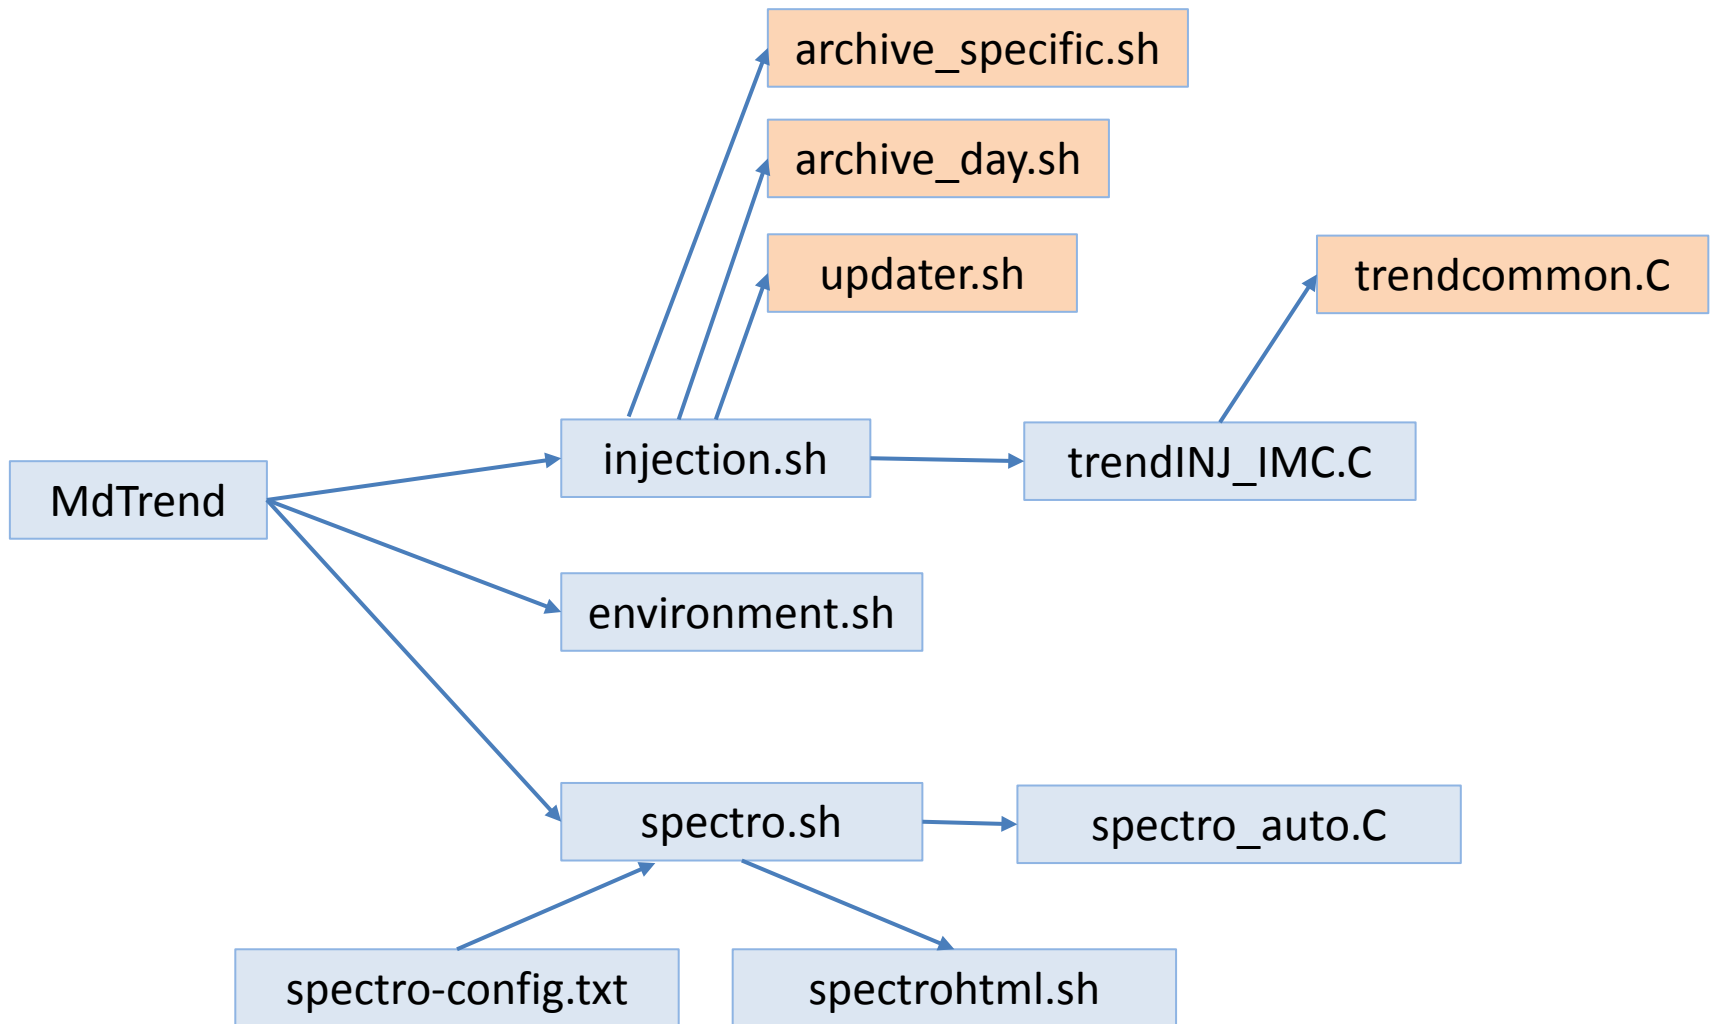 archive_specific.sh
archive_day.sh
updater.sh
trendcommon.C
injection.sh
trendINJ_IMC.C
MdTrend
environment.sh
spectro.sh
spectro_auto.C
spectro-config.txt
spectrohtml.sh